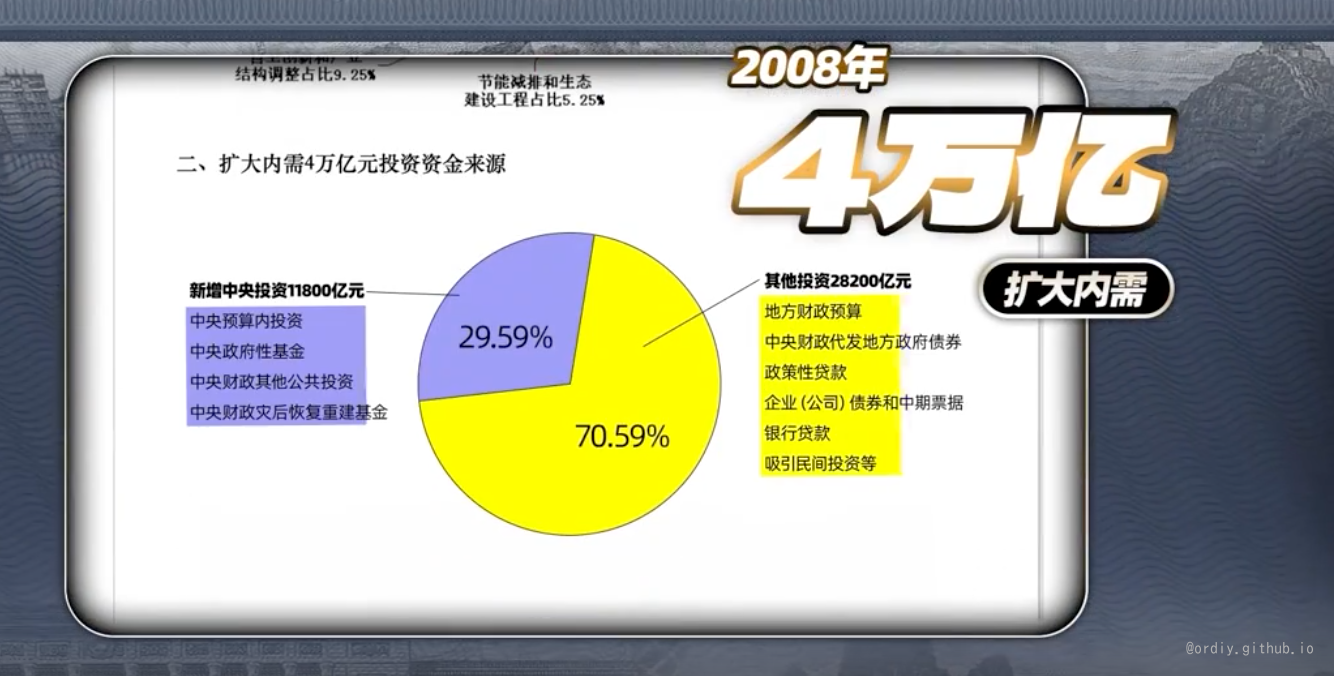 2008年
4万亿
扩大内需
结构调整占比9.25%
节能减排和生态
建设工程占比5.25%
二、扩大内需4万亿元投资资金来源
新增中央投资11800亿元
中央预算内投资
中央政府性基金
中央财政其他公共投资
中央财政灾后恢复重建基金
29.59%
70.59%
其他投资28200亿元
地方财政预算
中央财政代发地方政府债券
政策性贷款
企业(公司)债券和中期票据
银行贷款
吸引民间投资等
@ordiy.github.io